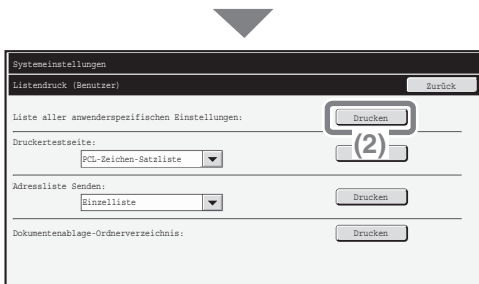 Systemeinstellungen
Listendruck (Benutzer)
Zurück
Liste aller anwenderspezifischen Einstellungen:
Drucken
(2)
Druckertestseite:
PCL-Zeichen-Satzliste
Adressliste Senden:
Einzelliste
Drucken
Dokumentenablage-Ordnerverzeichnis:
Drucken